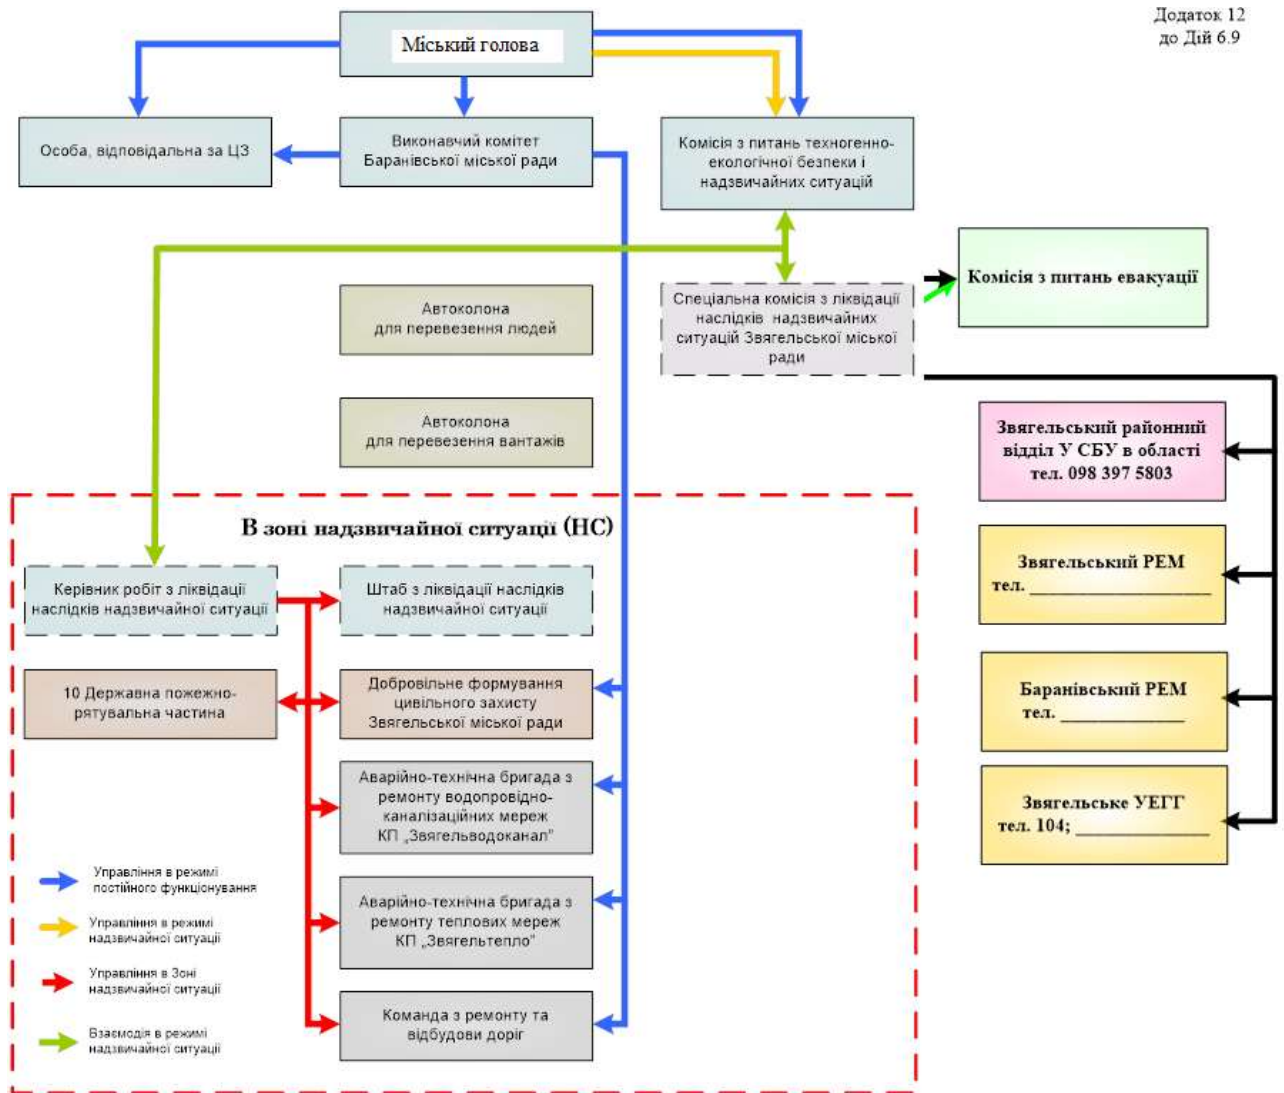 Додаток 12
до Дій 6.9
Міський голова
Особа, відповідальна за ЦЗ
Виконавчий комітет
Баранівської міської ради
Комісія з питань техногенно-
екологічної безпеки і
надзвичайних ситуацій
Комісія з питань евакуації
Спеціальна комісія з ліквідації
наслідків надзвичайних
ситуацій Звягельської міської
ради
Автоколона
для перевезення людей
Автоколона
для перевезення вантажів
Звягельський районний
відділ У СБУ в області
тел. 098 397 5803
В зоні надзвичайної ситуації (НС)
Керівник робіт з ліквідації
наслідків надзвичайної ситуації
Штаб з ліквідації наслідків
надзвичайної ситуації
Звягельський РЕМ
тел. ____________________
10 Державна пожежно-
рятувальна частина
Добровільне формування
цивільного захисту
Звягельської міської ради
Баранівський РЕМ
тел. ______________
Аварійно-технічна бригада з
ремонту водопровідно-
каналізаційних мереж
КП „Звягельводоканал”
Звягельське УЕГГ
тел. 104; _______________
Аварійно-технічна бригада з
ремонту теплових мереж
КП „Звягельтепло”
Команда з ремонту та
відбудови доріг
Управління в режимі
постійного функціонування
Управління в режимі
надзвичайної ситуації
Управління в Зоні
надзвичайної ситуації
Взаємодія в режимі
надзвичайної ситуації